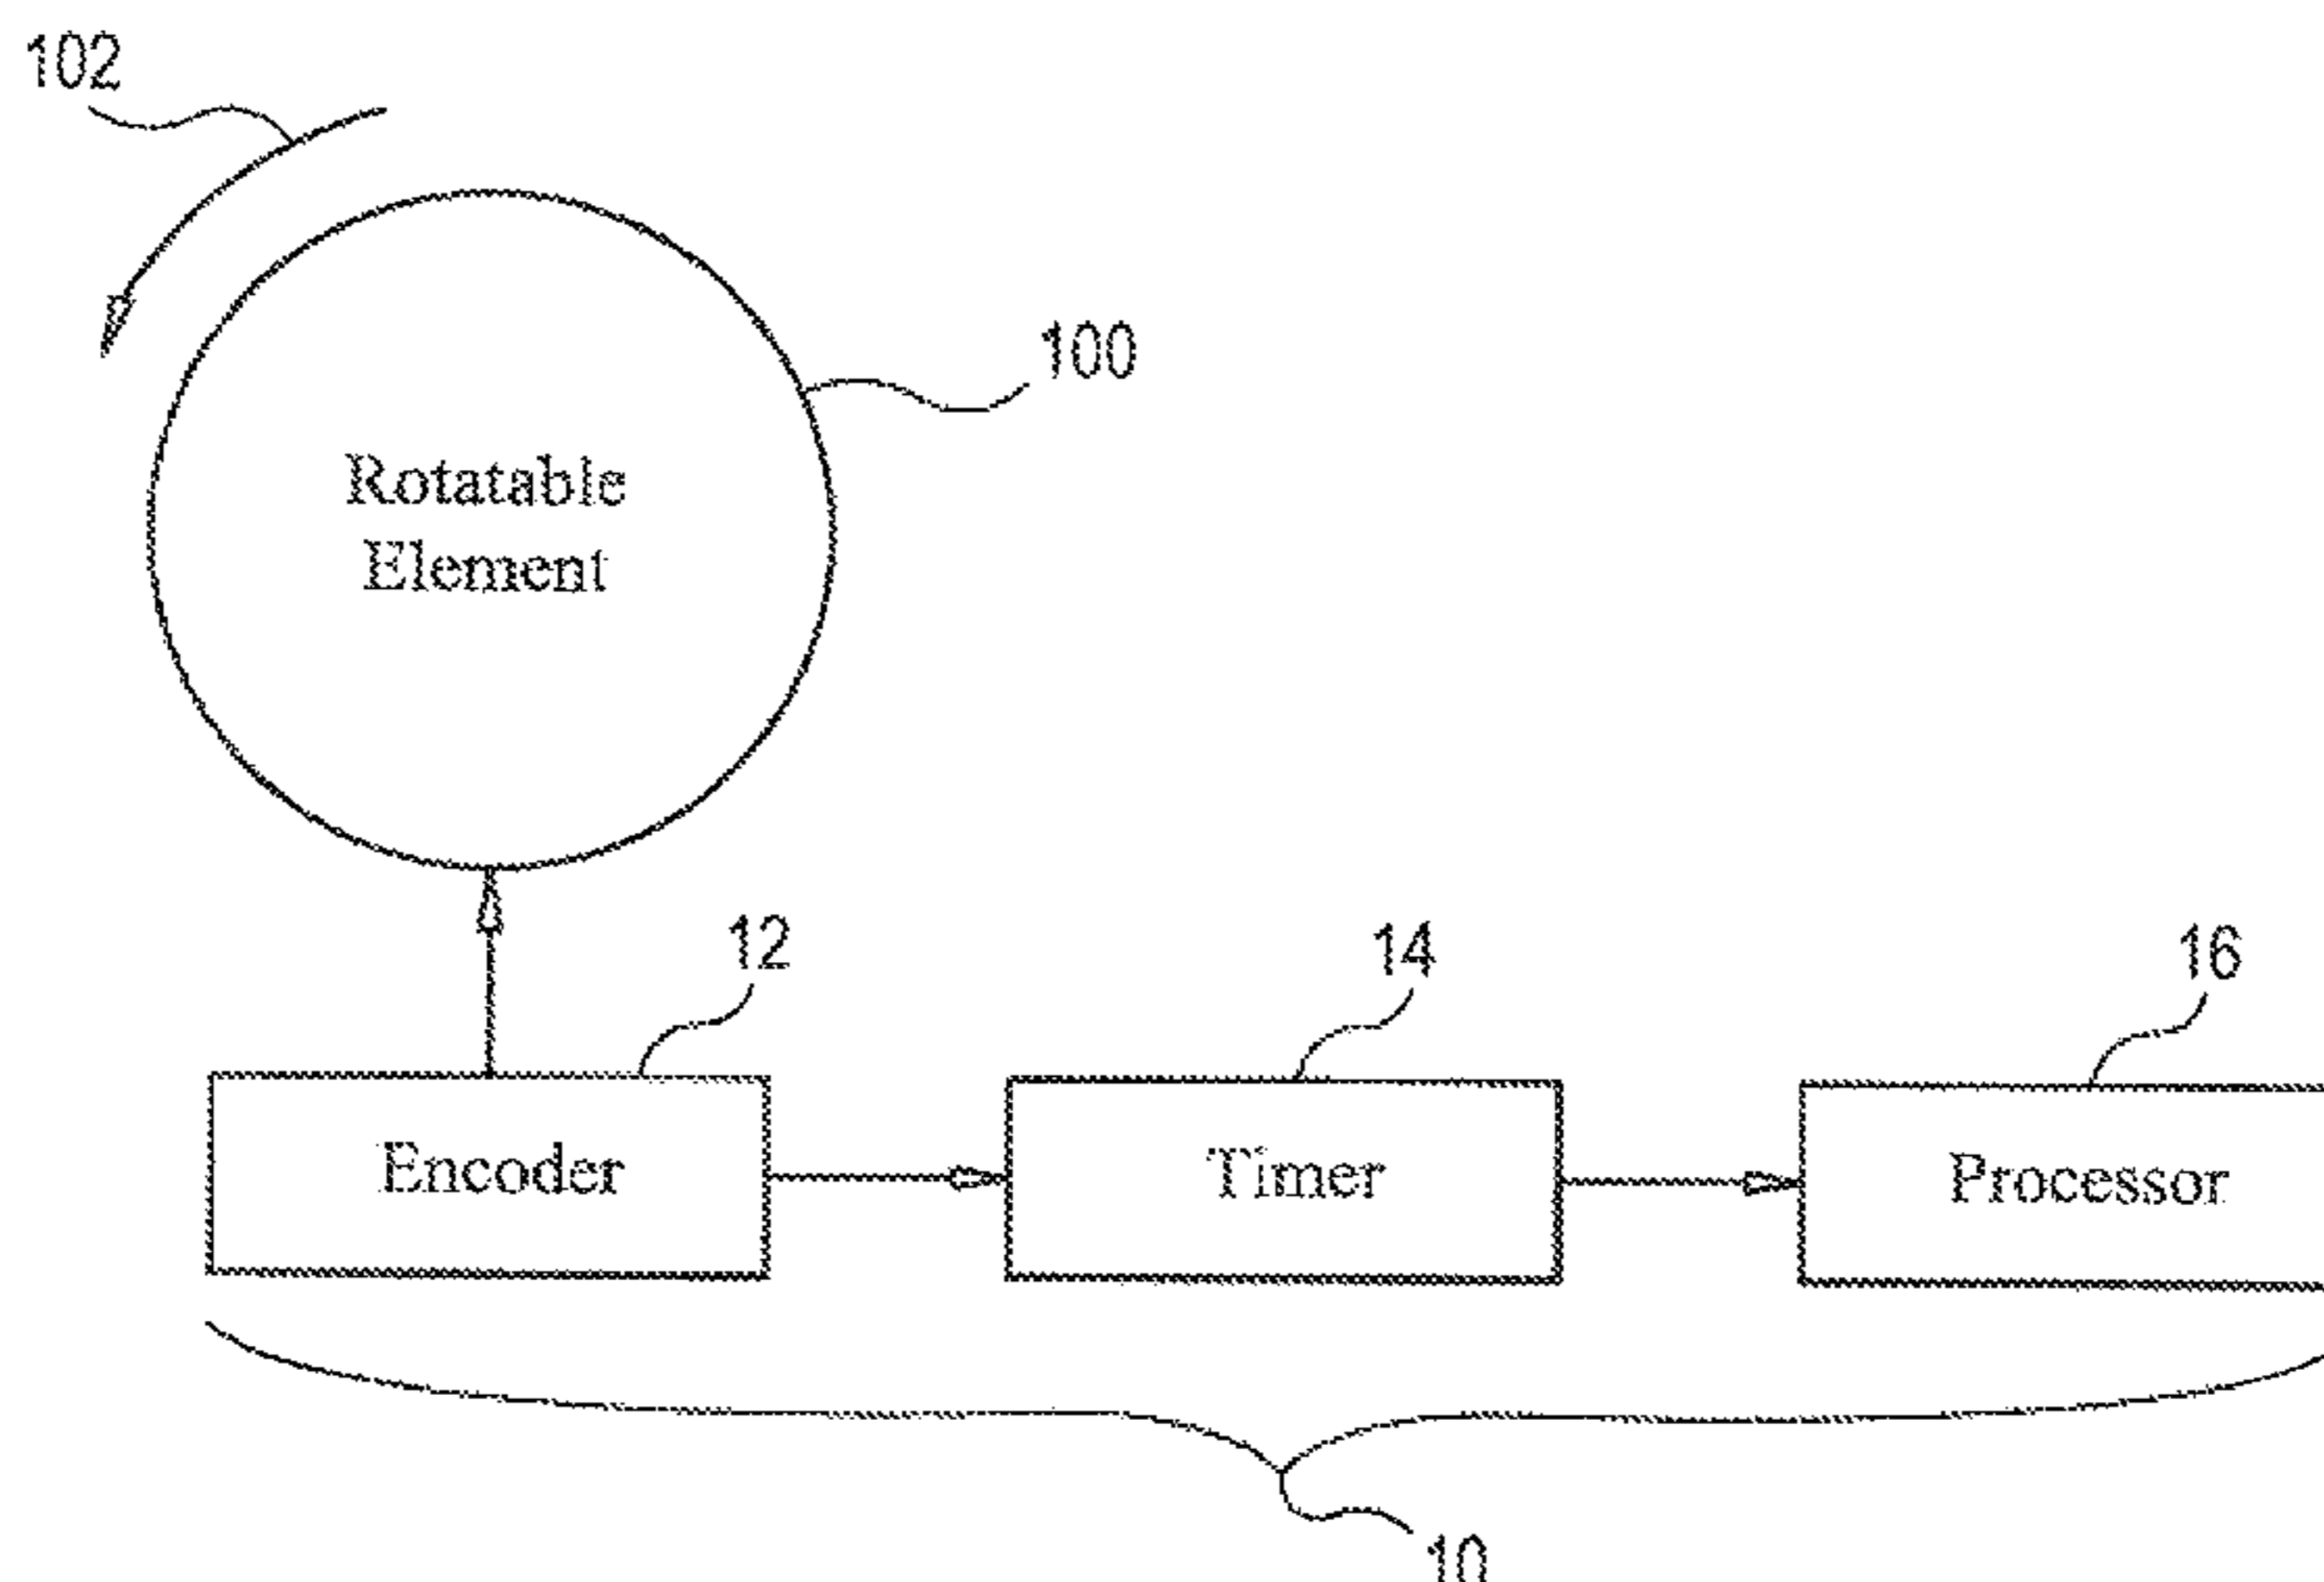 102
100
Rotatable
Element
12
14
16
Encoder
Timer
Processor
10